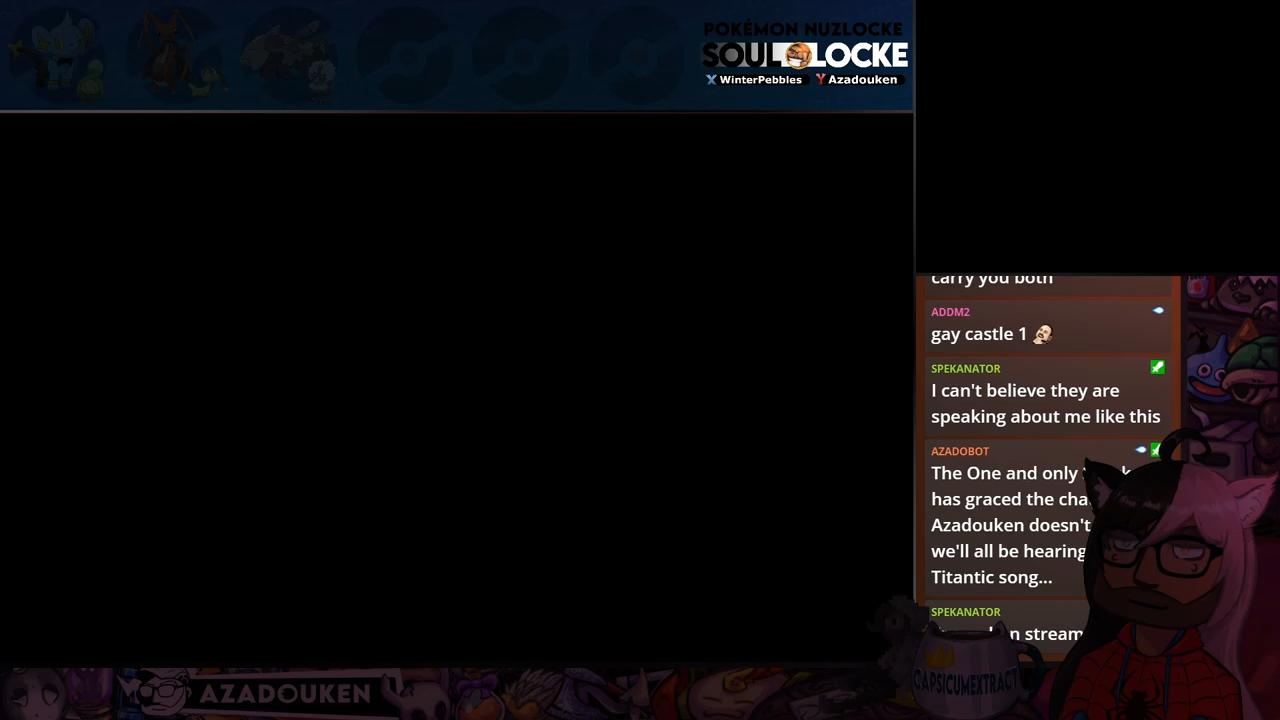 POKÉMON NUZLOCKE
SOUL LOCKE
WinterPebbles Azadouken
carry you both
ADDM2
gay castle 1
SPEKANATOR
I can't believe they are
speaking about me like this
AZADOBOT
The One and only
has graced the
Azadouken doesn't
we'll all be hearing
Titantic song...
SPEKANATOR
stream
CAPSICUMEXTRACT
AZADOUKEN